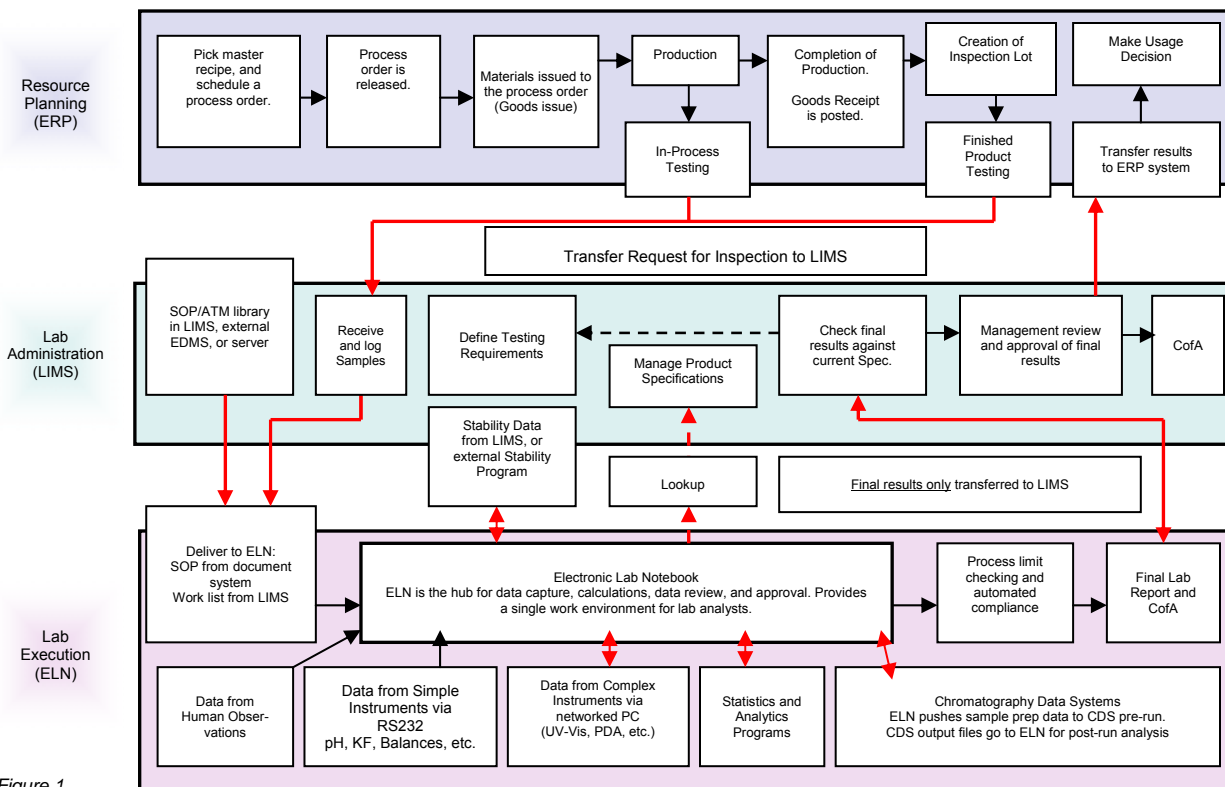 Resource
Planning
(ERP)
Pick master
recipe, and
schedule a
process order.
Process
order is
released.
Materials issued to
the process order
(Goods issue)
Production
Completion of
Production.
Goods Receipt
is posted.
Creation of
Inspection Lot
Make Usage
Decision
In-Process
Testing
Finished
Product
Testing
Transfer results
to ERP system
Transfer Request for Inspection to LIMS
Lab
Administration
(LIMS)
SOP/ATM library
in LIMS, external
EDMS, or server
Receive
and log
Samples
Define Testing
Requirements
Manage Product
Specifications
Check final
results against
current Spec.
Management review
and approval of final
results
CofA
Stability Data
from LIMS, or
external Stability
Program
Lookup
Final results only transferred to LIMS
Lab
Execution
(ELN)
Deliver to ELN:
SOP from document
system
Work list from LIMS
Electronic Lab Notebook
ELN is the hub for data capture, calculations, data review, and approval. Provides
a single work environment for lab analysts.
Process limit
checking and
automated
compliance
Final Lab
Report and
CofA
Data from
Human Obser-
vations
Data from Simple
Instruments via
RS232
pH, KF, Balances, etc.
Data from Complex
Instruments via
networked PC
(UV-Vis, PDA, etc.)
Statistics and
Analytics
Programs
Chromatography Data Systems
ELN pushes sample prep data to CDS pre-run.
CDS output files go to ELN for post-run analysis
Figure 1